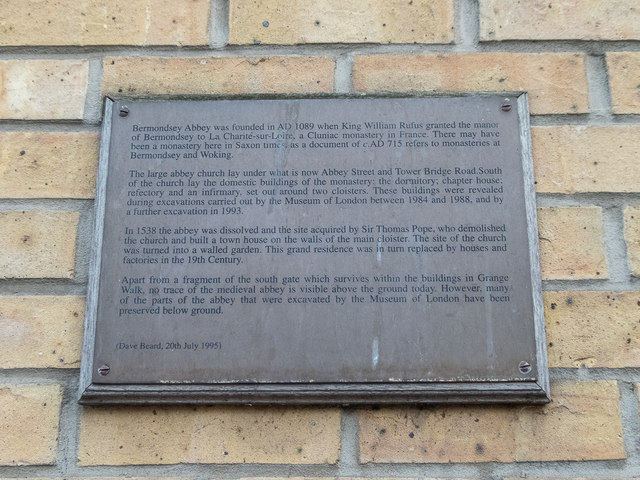 Bermondsey Abbey was founded in AD 1089 when King William Rufus granted the manor
of Bermondsey to La Charite-sur-Loire, a Cluniac monastery in France. There may have
been a monastery here in Saxon times as a document of c.AD 715 refers to monasteries at
Bermondsey and Woking.
The large abbey church lay under what is now Abbey Street and Tower Bridge Road.South
of the church lay the domestic buildings of the monastery: the dormitory; chapter house;
refectory and an infirmary, set out around two cloisters. These buildings were revealed
during excavations carried out by the Museum of London between 1984 and 1988, and by
a further excavation in 1993.
In 1538 the abbey was dissolved and the site acquired by Sir Thomas Pope, who demolished
the church and built a town house on the walls of the main cloister. The site of the church
was turned into a walled garden. This grand residence was in turn replaced by houses and
factories in the 19th Century.
Apart from a fragment of the south gate which survives within the buildings in Grange
Walk, no trace of the medieval abbey is visible above the ground today. However, many
of the parts of the abbey that were excavated by the Museum of London have been
preserved below ground.
(Dave Beard, 20th July 1995)